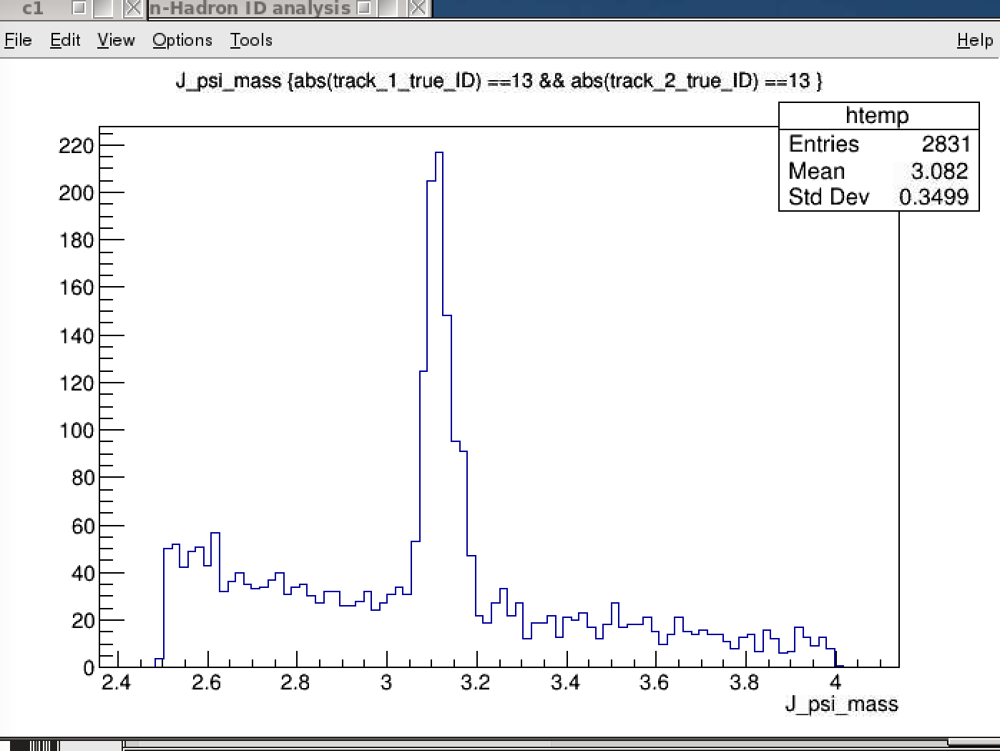 c1 n-Hadron ID analysis
File Edit View Options Tools Help
J_psi_mass {abs(track_1_true_ID) ==13 && abs(track_2_true_ID) ==13 }
htemp
Entries 2831
Mean 3.082
Std Dev 0.3499
220
200
180
160
140
120
100
80
60
40
20
0
2.4 2.6 2.8 3 3.2 3.4 3.6 3.8 4
J_psi_mass